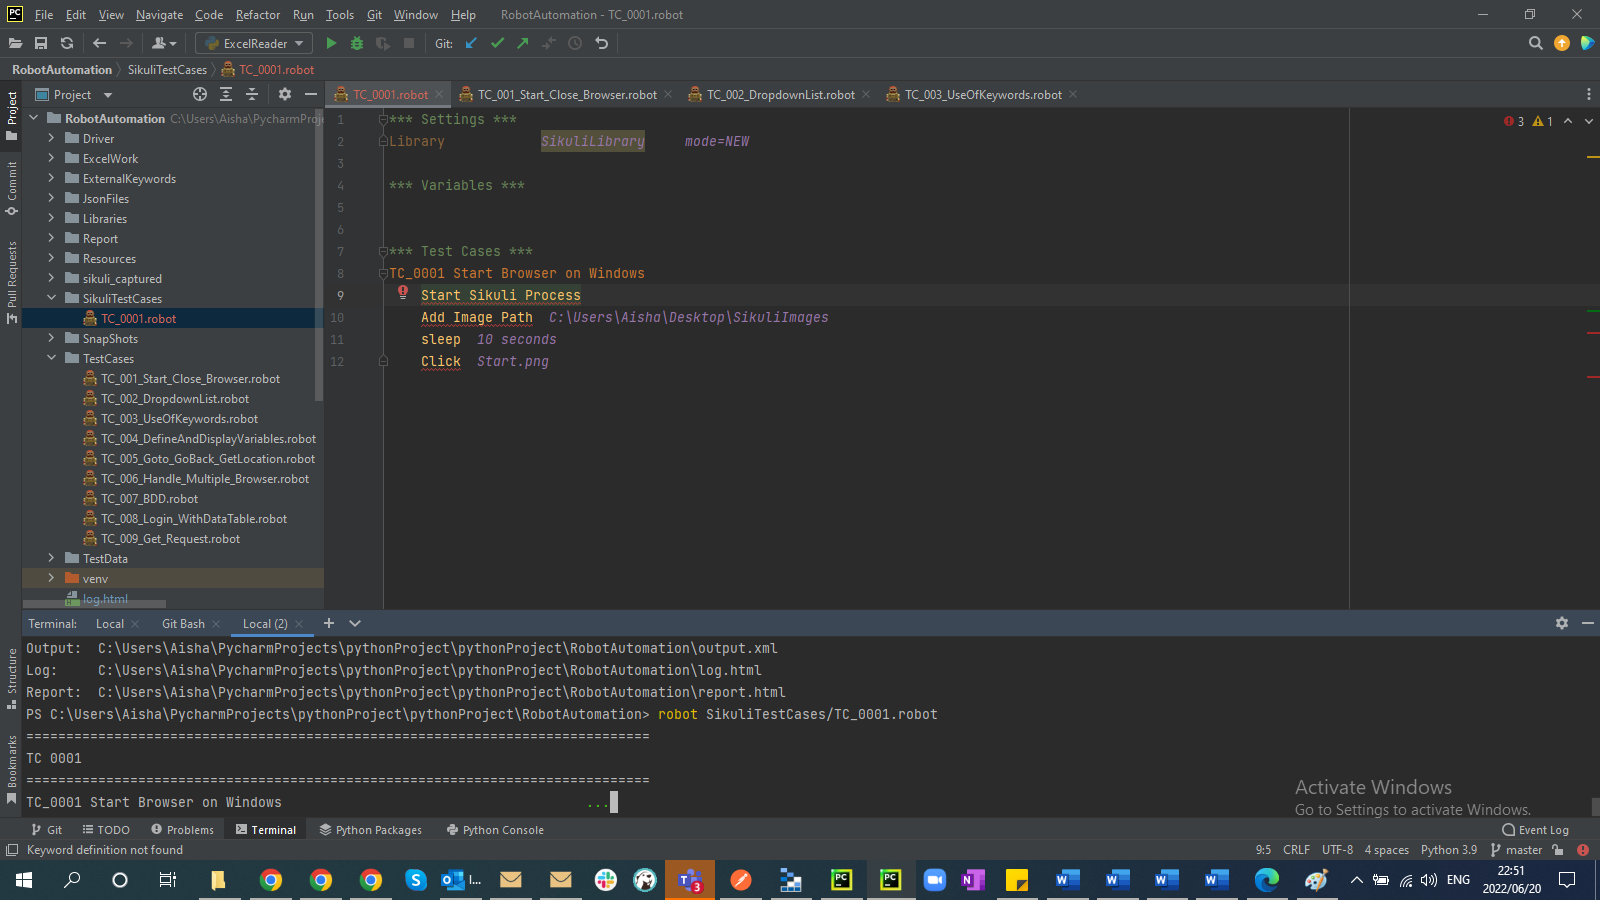 PC File Edit View Navigate Code Refactor Run Tools Git Window Help RobotAutomation - TC_0001.robot
ExcelReader Git:
RobotAutomation SikuliTestCases TC_0001.robot
Project TC_0001.robot TC_001_Start_Close_Browser.robot TC_002_DropdownList.robot TC_003_UseOfKeywords.robot
Project
Commit
Pull Requests
Structure
Bookmarks
RobotAutomation C:\Users\Aisha\PycharmProje
Driver
ExcelWork
ExternalKeywords
JsonFiles
Libraries
Report
Resources
sikuli_captured
SikuliTestCases
TC_0001.robot
SnapShots
TestCases
TC_001_Start_Close_Browser.robot
TC_002_DropdownList.robot
TC_003_UseOfKeywords.robot
TC_004_DefineAndDisplayVariables.robot
TC_005_Goto_GoBack_GetLocation.robot
TC_006_Handle_Multiple_Browser.robot
TC_007_BDD.robot
TC_008_Login_WithDataTable.robot
TC_009_Get_Request.robot
TestData
venv
log.html
1 *** Settings *** 3 1
2 Library SikuliLibrary mode=NEW
3
4 *** Variables ***
5
6
7 *** Test Cases ***
8 TC_0001 Start Browser on Windows
9 Start Sikuli Process
10 Add Image Path C:\Users\Aisha\Desktop\SikuliImages
11 sleep 10 seconds
12 Click Start.png
Terminal: Local Git Bash Local (2)
Output: C:\Users\Aisha\PycharmProjects\pythonProject\pythonProject\RobotAutomation\output.xml
Log: C:\Users\Aisha\PycharmProjects\pythonProject\pythonProject\RobotAutomation\log.html
Report: C:\Users\Aisha\PycharmProjects\pythonProject\pythonProject\RobotAutomation\report.html
PS C:\Users\Aisha\PycharmProjects\pythonProject\pythonProject\RobotAutomation> robot SikuliTestCases/TC_0001.robot
==============================================================================
TC 0001
==============================================================================
TC_0001 Start Browser on Windows ...
Activate Windows
Go to Settings to activate Windows.
Git TODO Problems Terminal Python Packages Python Console Event Log
Keyword definition not found 9:5 CRLF UTF-8 4 spaces Python 3.9 master
I... 3 ENG 22:51
2022/06/20